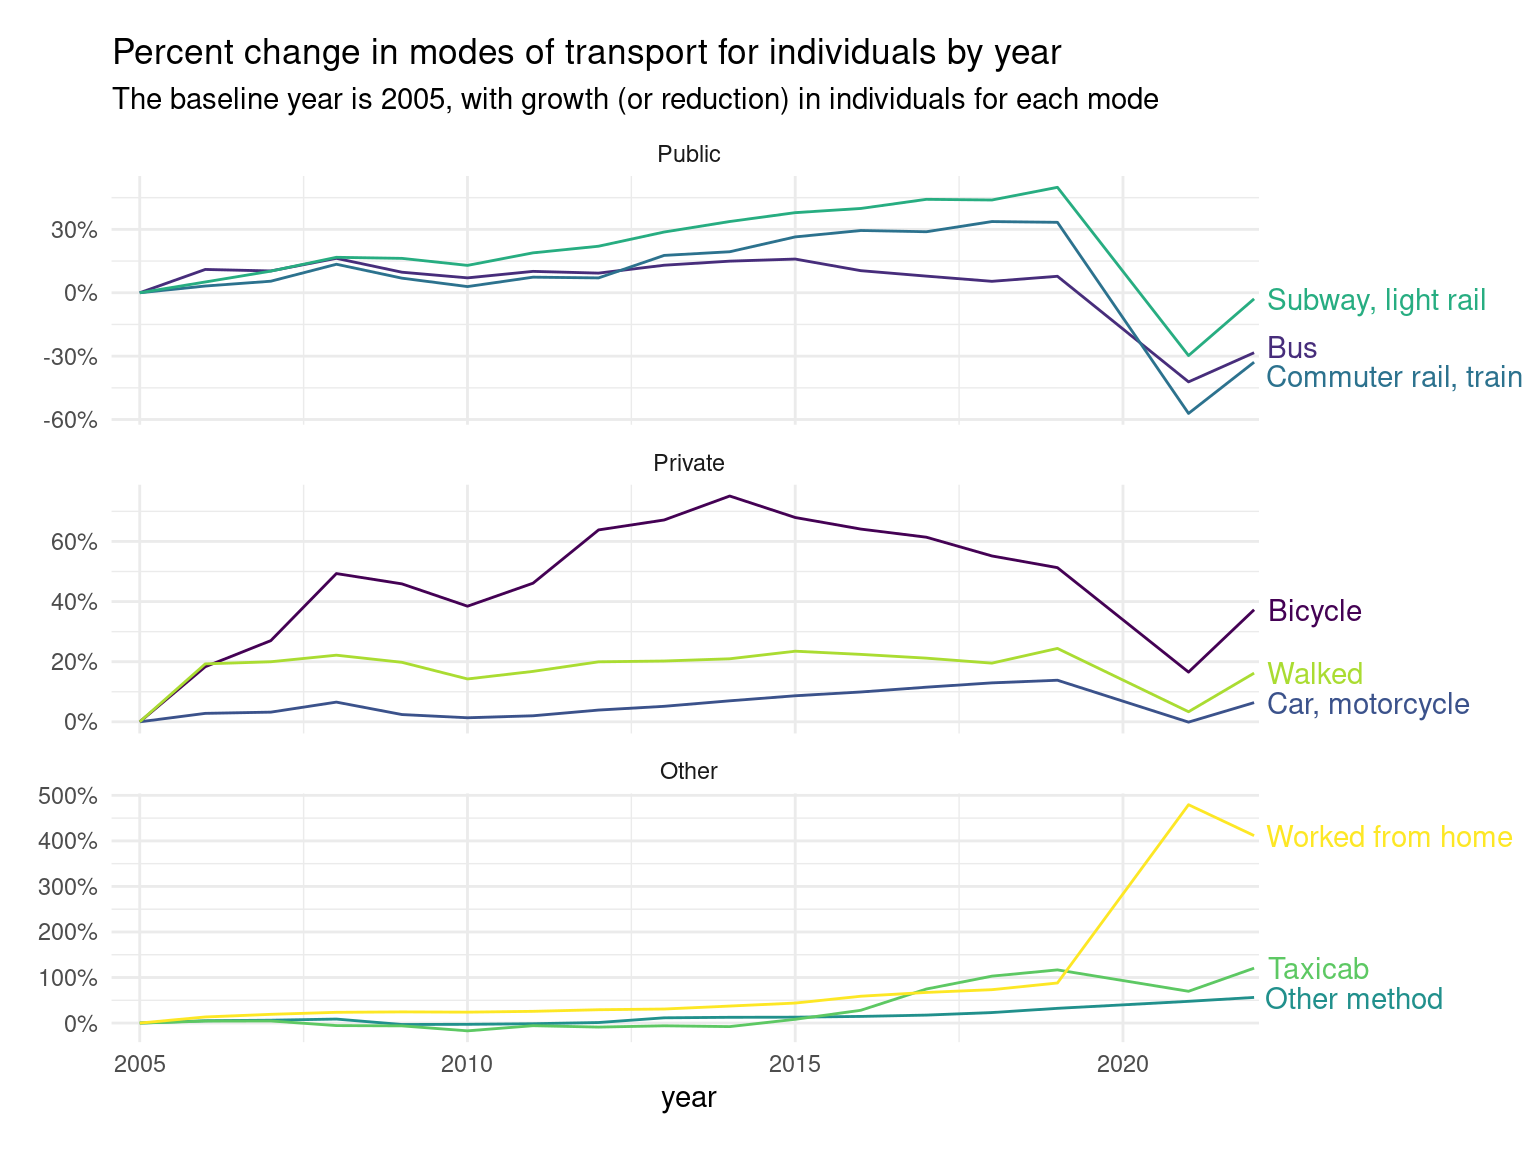 Percent change in modes of transport for individuals by year
The baseline year is 2005, with growth (or reduction) in individuals for each mode
Public
30%
0%
-30%
-60%
Subway, light rail
Bus
Commuter rail, train
Private
60%
40%
20%
0%
Bicycle
Walked
Car, motorcycle
Other
500%
400%
300%
200%
100%
0%
Worked from home
Taxicab
Other method
2005 2010 2015 2020
year